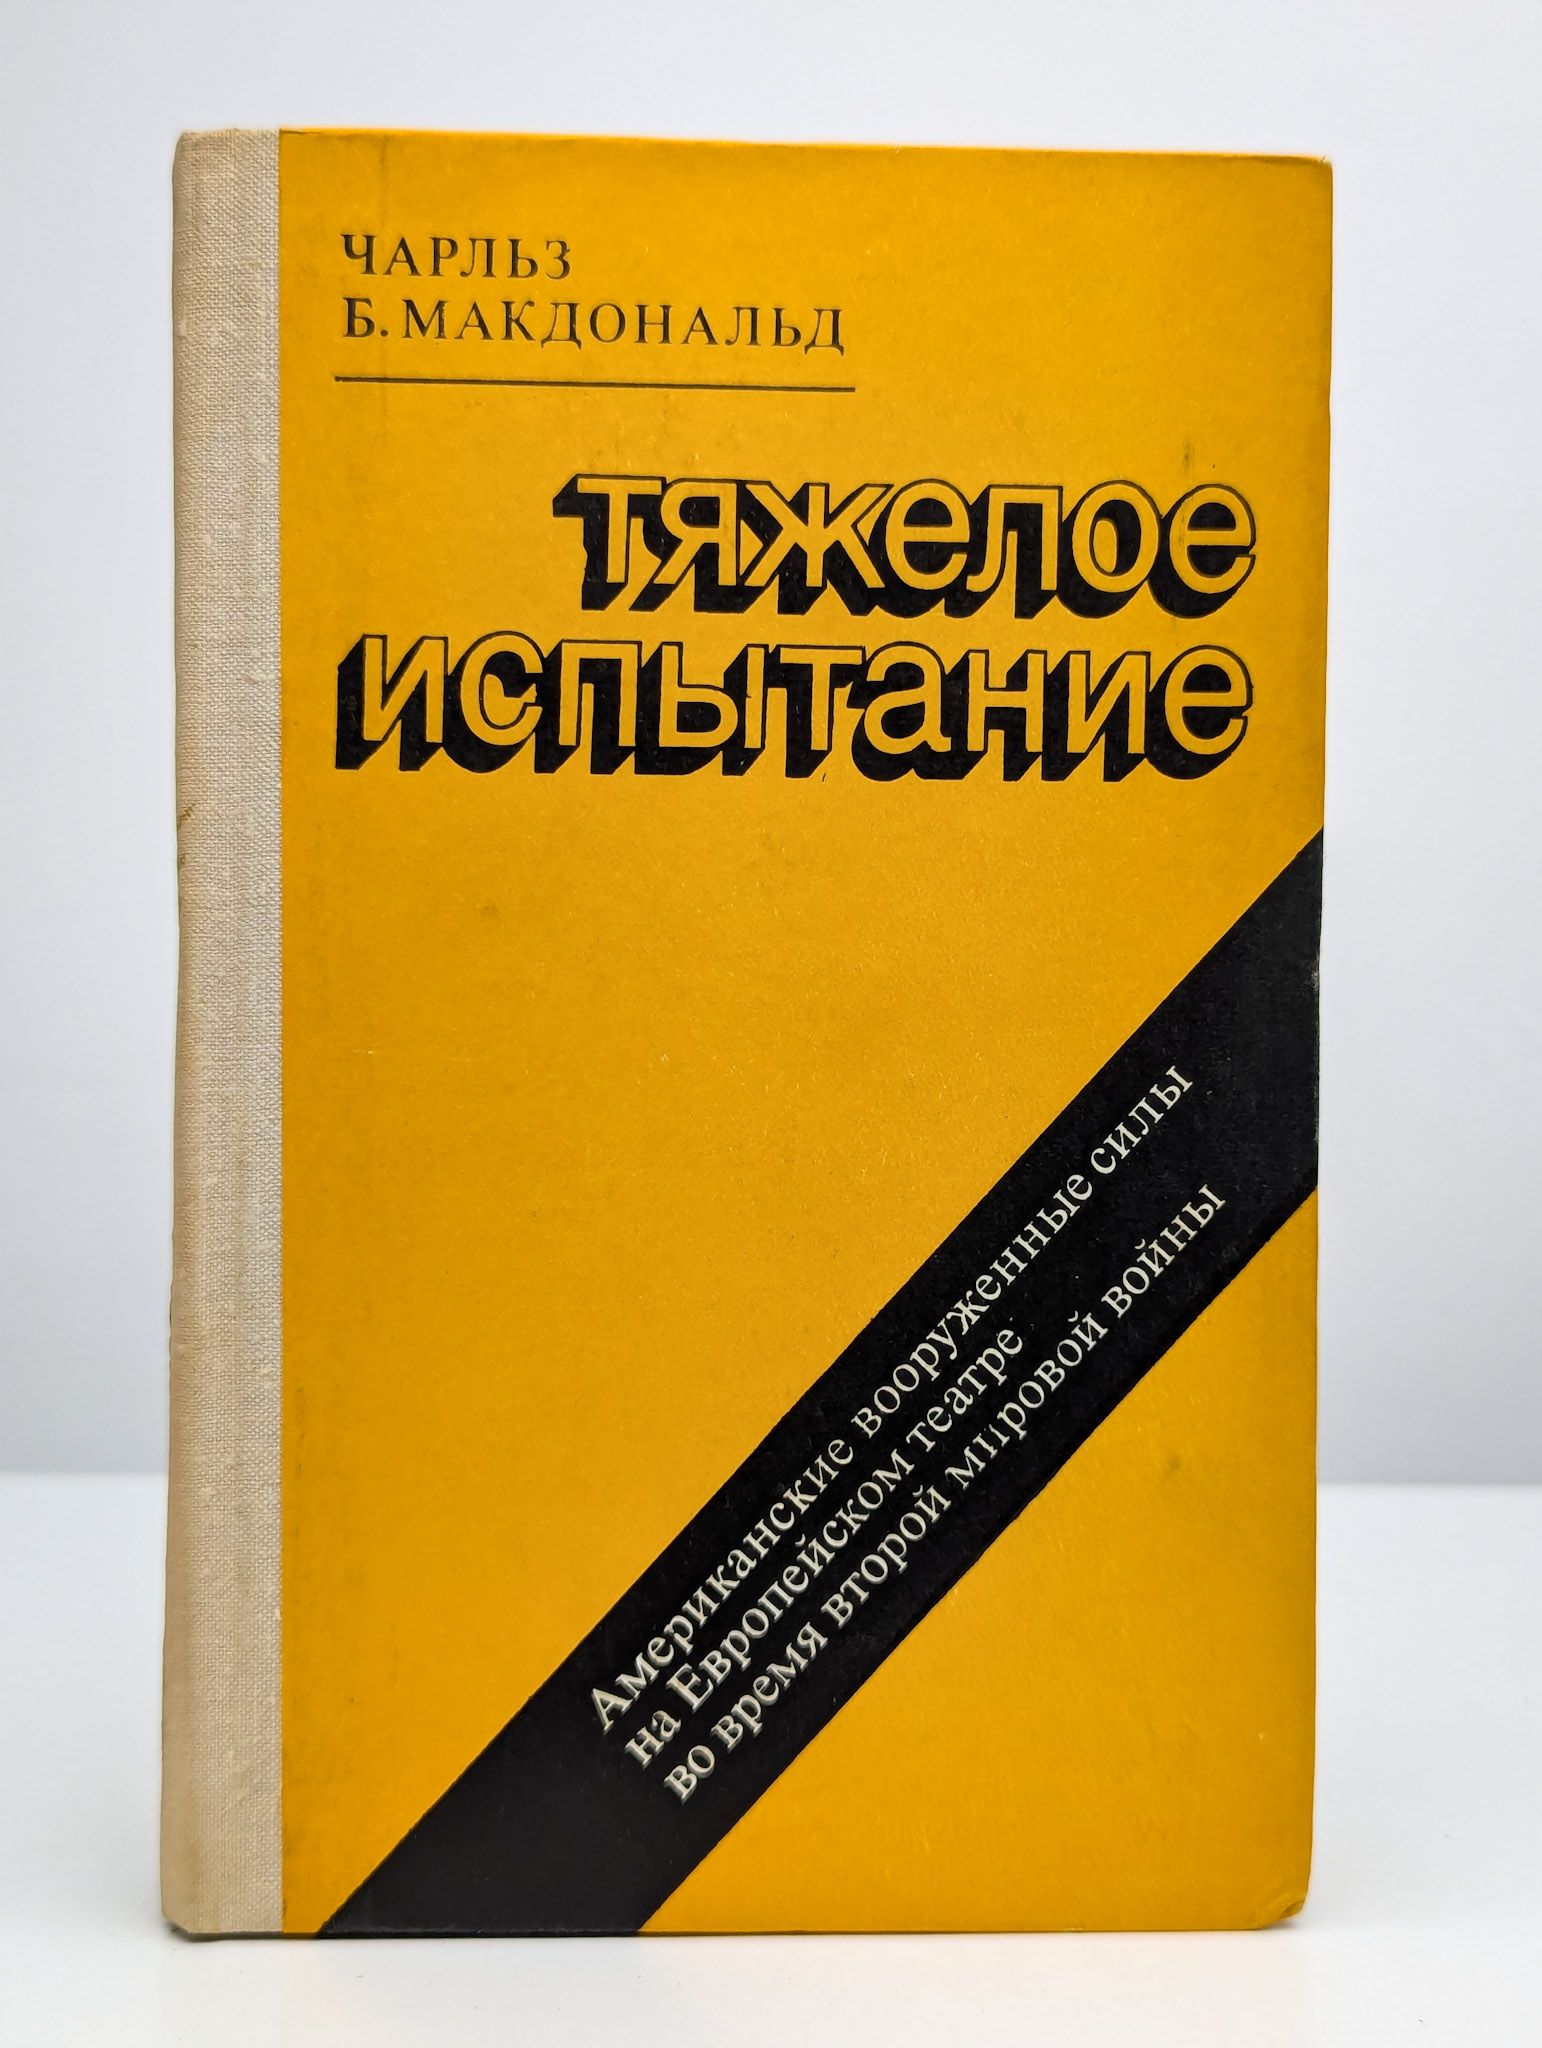 ЧАРЛЬЗ
Б. МАКДОНАЛЬД
тяжелое
испытание
Американские вооруженные силы
на Европейском театре
во время второй мировой войны